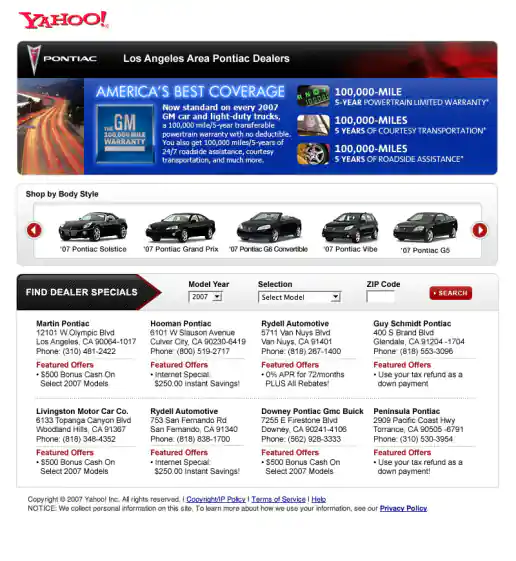 YAHOO!
PONTIAC
Los Angeles Area Pontiac Dealers
AMERICA'S BEST COVERAGE
THE
GM
100,000 MILE
WARRANTY
Now standard on every 2007
GM car and light-duty trucks,
a 100,000 mile/5-year transferable
powertrain warranty with no deductible.
You also get 100,000 miles/5-years of
24/7 roadside assistance, courtesy
transportation, and much more.
100,000-MILE
5-YEAR POWERTRAIN LIMITED WARRANTY*
100,000-MILES
5 YEARS OF COURTESY TRANSPORTATION*
100,000-MILES
5 YEARS OF ROADSIDE ASSISTANCE*
Shop by Body Style
'07 Pontiac Solstice
'07 Pontiac Grand Prix
'07 Pontiac G6 Convertible
'07 Pontiac Vibe
'07 Pontiac G5
FIND DEALER SPECIALS
Model Year
2007
Selection
Select Model
ZIP Code
SEARCH
Martin Pontiac
12101 W.Olympic Blvd
Los Angeles, CA 90064-1017
Phone: (310) 481-2422
Featured Offers
• $500 Bonus Cash On
Select 2007 Models
Hooman Pontiac
6101 W Slauson Avenue
Culver City, CA 90230-6419
Phone: (800) 519-2717
Featured Offers
• Internet Special:
$250.00 instant Savings!
Rydell Automotive
5711 Van Nuys Blvd
Van Nuys, CA 91401
Phone: (818) 267-1400
Featured Offers
• 0% APR for 72/months
PLUS All Rebates!
Guy Schmidt Pontiac
400 S Brand Blvd
Glendale, CA.91204 -1704
Phone: (818) 553-3096
Featured Offers
• Use your tax refund as a
down payment
Livingston Motor Car Co.
6133 Topanga Canyon Blvd
Woodland Hills, CA 91367
Phone: (818) 348-4352
Featured Offers
• $500 Bonus Cash On
Select 2007 Models
Rydell Automotive
753 San Fernando Rd
San Fernando, CA 91340
Phone: (818) 838-1700
Featured Offers
• Internet Special:
$250.00 Instant Savings!
Downey Pontiac Gmc Buick
7255 E Firestone Blvd
Downey, CA 90241-4106
Phone: (562) 928-3333
Featured Offers
• $500 Bonus Cash On
Select 2007 Models
Peninsula Pontiac
2909 Pacific Coast Hwy
Torrance, CA 90505 -6791
Phone: (310) 530-3954
Featured Offers
• Use your tax refund as a
down payment!
Copyright © 2007 Yahoo! Inc. All rights reserved. | Copyright/IP Policy | Terms of Service | Help
NOTICE: We collect personal information on this site. To learn more about how we use your information, see our Privacy Policy